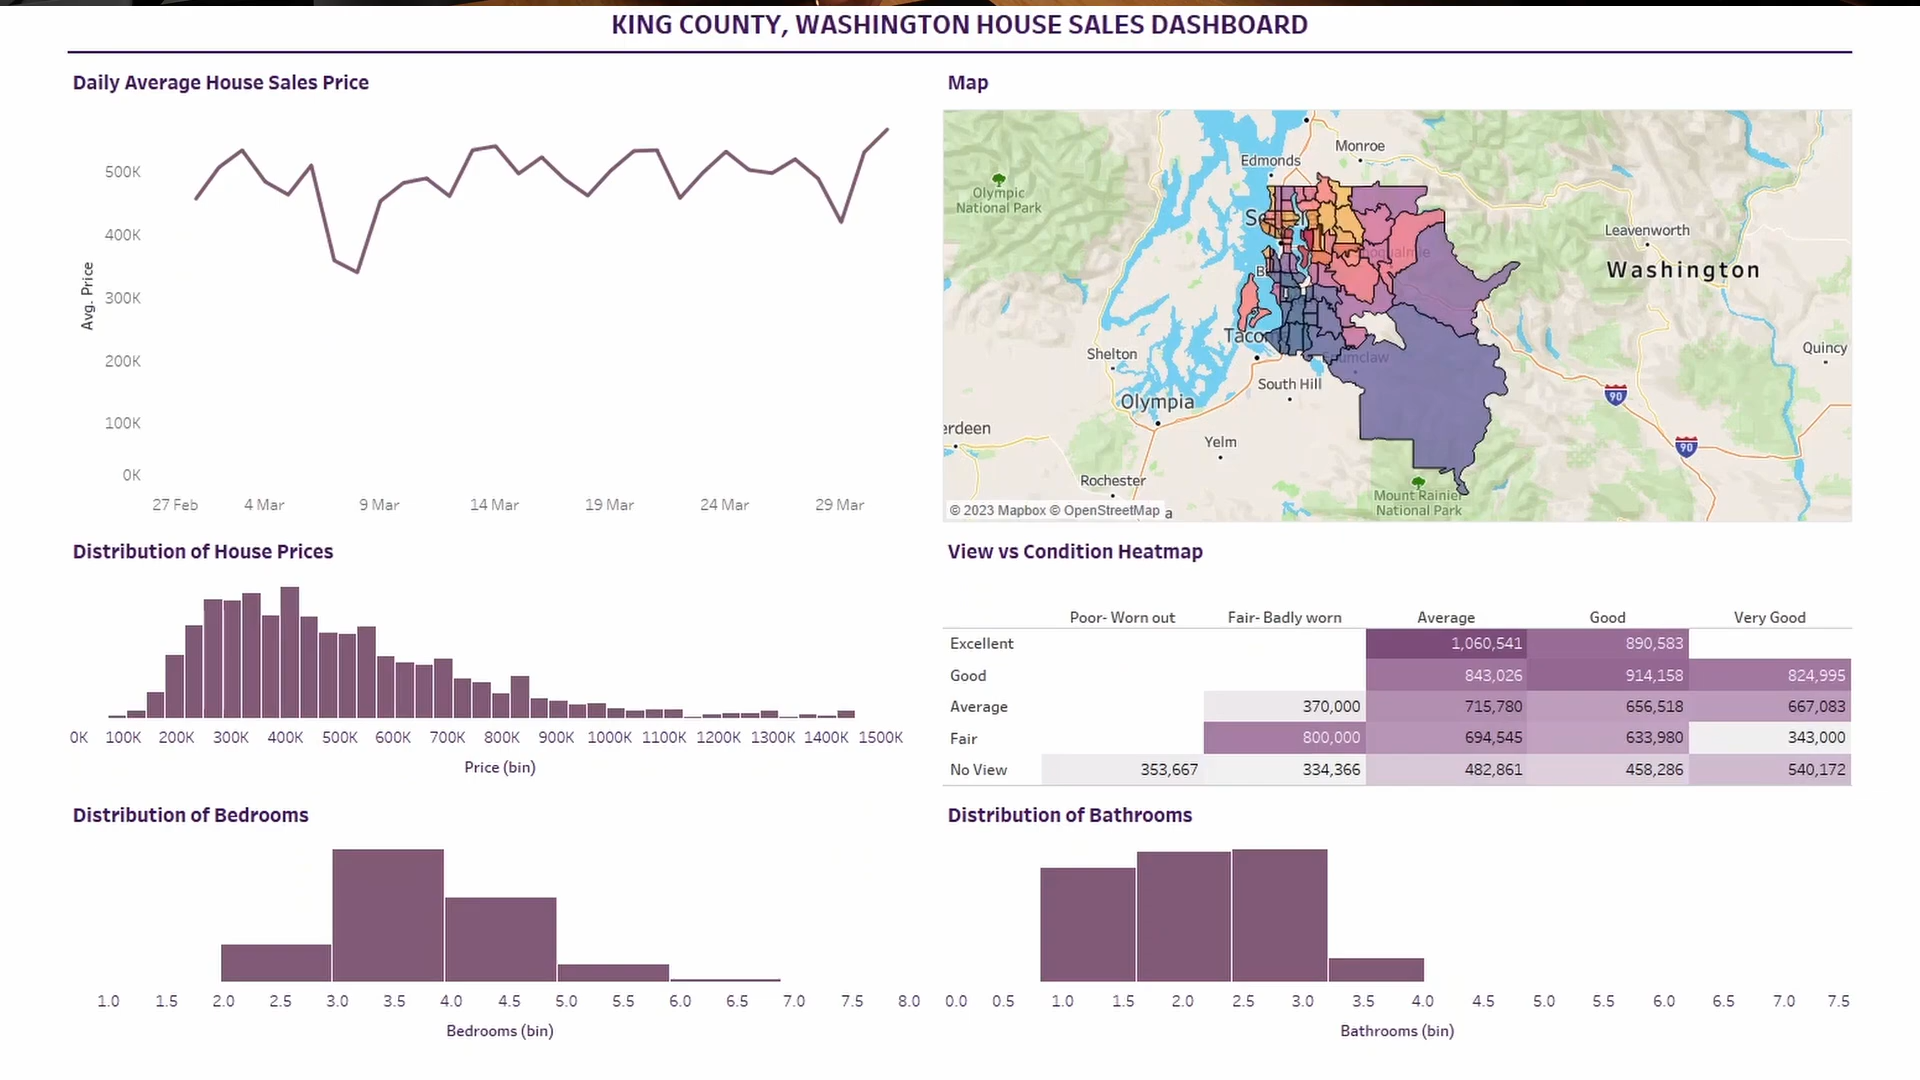 KING COUNTY, WASHINGTON HOUSE SALES DASHBOARD
Daily Average House Sales Price
500K
400K
300K
200K
100K
0K
Avg. Price
27 Feb 4 Mar 9 Mar 14 Mar 19 Mar 24 Mar 29 Mar
Map
Monroe
Edmonds
Olympic
National Park
Leavenworth
Washington
Shelton
Quincy
South Hill
Olympia
erdeen
Yelm
Rochester
Mount Rainier
National Park
90
90
© 2023 Mapbox © OpenStreetMap
Distribution of House Prices
0K 100K 200K 300K 400K 500K 600K 700K 800K 900K 1000K 1100K 1200K 1300K 1400K 1500K
Price (bin)
View vs Condition Heatmap
Poor- Worn out Fair- Badly worn Average Good Very Good
Excellent 1,060,541 890,583
Good 843,026 914,158 824,995
Average 370,000 715,780 656,518 667,083
Fair 800,000 694,545 633,980 343,000
No View 353,667 334,366 482,861 458,286 540,172
Distribution of Bedrooms
1.0 1.5 2.0 2.5 3.0 3.5 4.0 4.5 5.0 5.5 6.0 6.5 7.0 7.5 8.0
Bedrooms (bin)
Distribution of Bathrooms
0.0 0.5 1.0 1.5 2.0 2.5 3.0 3.5 4.0 4.5 5.0 5.5 6.0 6.5 7.0 7.5
Bathrooms (bin)